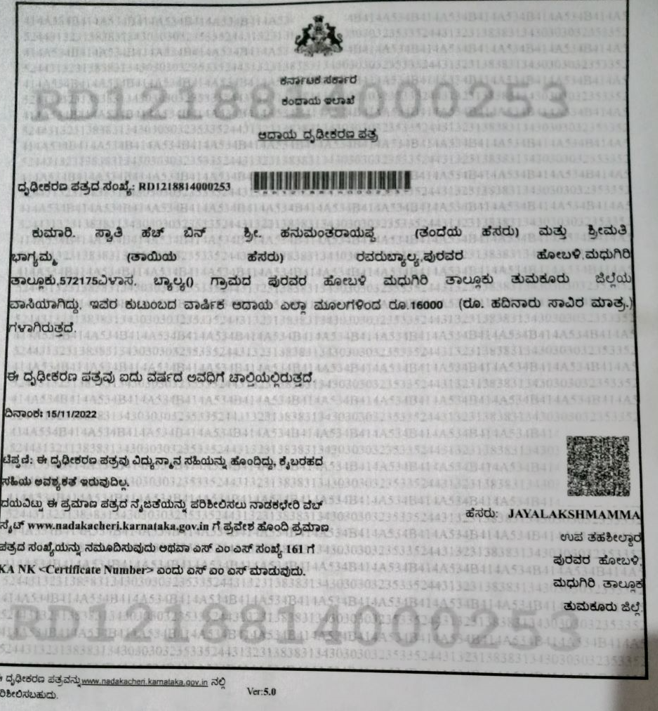 ಕರ್ನಾಟಕ ಸರ್ಕಾರ
ಕಂದಾಯ ಇಲಾಖೆ
RD1218814000253
ಆದಾಯ ದೃಢೀಕರಣ ಪತ್ರ
ದೃಢೀಕರಣ ಪತ್ರದ ಸಂಖ್ಯೆ: RD1218814000253
ಕುಮಾರಿ. ಸ್ವಾತಿ ಹೆಚ್ ಬಿನ್ ಶ್ರೀ. ಹನುಮಂತರಾಯಪ್ಪ (ತಂದೆಯ ಹೆಸರು) ಮತ್ತು ಶ್ರೀಮತಿ.
ಭಾಗ್ಯಮ್ಮ (ತಾಯಿಯ ಹೆಸರು) ರವರುಬ್ಯಾಲ್ಯ,ಪುರವರ ಹೋಬಳಿ,ಮಧುಗಿರಿ
ತಾಲ್ಲೂಕು,572175ವಿಳಾಸ. ಬ್ಯಾಲ್ಯ() ಗ್ರಾಮದ ಪುರವರ ಹೋಬಳಿ ಮಧುಗಿರಿ ತಾಲ್ಲೂಕು ತುಮಕೂರು ಜಿಲ್ಲೆಯ
ವಾಸಿಯಾಗಿದ್ದು, ಇವರ ಕುಟುಂಬದ ವಾರ್ಷಿಕ ಆದಾಯ ಎಲ್ಲಾ ಮೂಲಗಳಿಂದ ರೂ.16000 (ರೂ. ಹದಿನಾರು ಸಾವಿರ ಮಾತ್ರ.)
ಗಳಾಗಿರುತ್ತದೆ.
ಈ ದೃಢೀಕರಣ ಪತ್ರವು ಐದು ವರ್ಷದ ಅವಧಿಗೆ ಚಾಲ್ತಿಯಲ್ಲಿರುತ್ತದೆ.
ದಿನಾಂಕ: 15/11/2022
ಟಿಪ್ಪಣಿ: ಈ ದೃಢೀಕರಣ ಪತ್ರವು ವಿದ್ಯುನ್ಮಾನ ಸಹಿಯನ್ನು ಹೊಂದಿದ್ದು, ಕೈಬರಹದ
ಸಹಿಯ ಅವಶ್ಯಕತೆ ಇರುವುದಿಲ್ಲ.
ದಯವಿಟ್ಟು ಈ ಪ್ರಮಾಣ ಪತ್ರದ ನೈಜತೆಯನ್ನು ಪರಿಶೀಲಿಸಲು ನಾಡಕಛೇರಿ ವೆಬ್
ಸೈಟ್ www.nadakacheri.karnataka.gov.in ಗೆ ಪ್ರವೇಶ ಹೊಂದಿ ಪ್ರಮಾಣ
ಪತ್ರದ ಸಂಖ್ಯೆಯನ್ನು ನಮೂದಿಸುವುದು ಅಥವಾ ಎಸ್ ಎಂ ಎಸ್ ಸಂಖ್ಯೆ 161 ಗೆ
KA NK <Certificate Number> ಎಂದು ಎಸ್ ಎಂ ಎಸ್ ಮಾಡುವುದು.
ಹೆಸರು: JAYALAKSHMAMMA
ಉಪ ತಹಶೀಲ್ದಾರ
ಪುರವರ ಹೋಬಳಿ,
ಮಧುಗಿರಿ ತಾಲ್ಲೂಕ
ತುಮಕೂರು ಜಿಲ್ಲೆ
RD1218814000253
ಈ ದೃಢೀಕರಣ ಪತ್ರವನ್ನು www.nadakacheri.karnataka.gov.in ನಲ್ಲಿ
ಪರಿಶೀಲಿಸಬಹುದು.
Ver:5.0